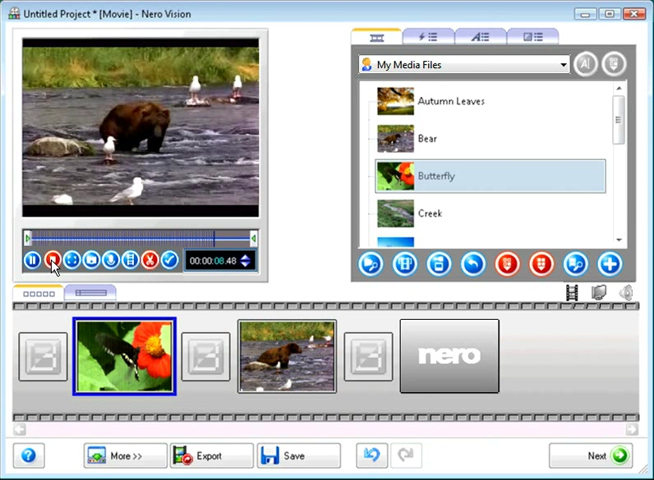 Untitled Project * [Movie] - Nero Vision
My Media Files
Autumn Leaves
Bear
Butterfly
Creek
00:00:08.48
nero
More >>
Export
Save
Next